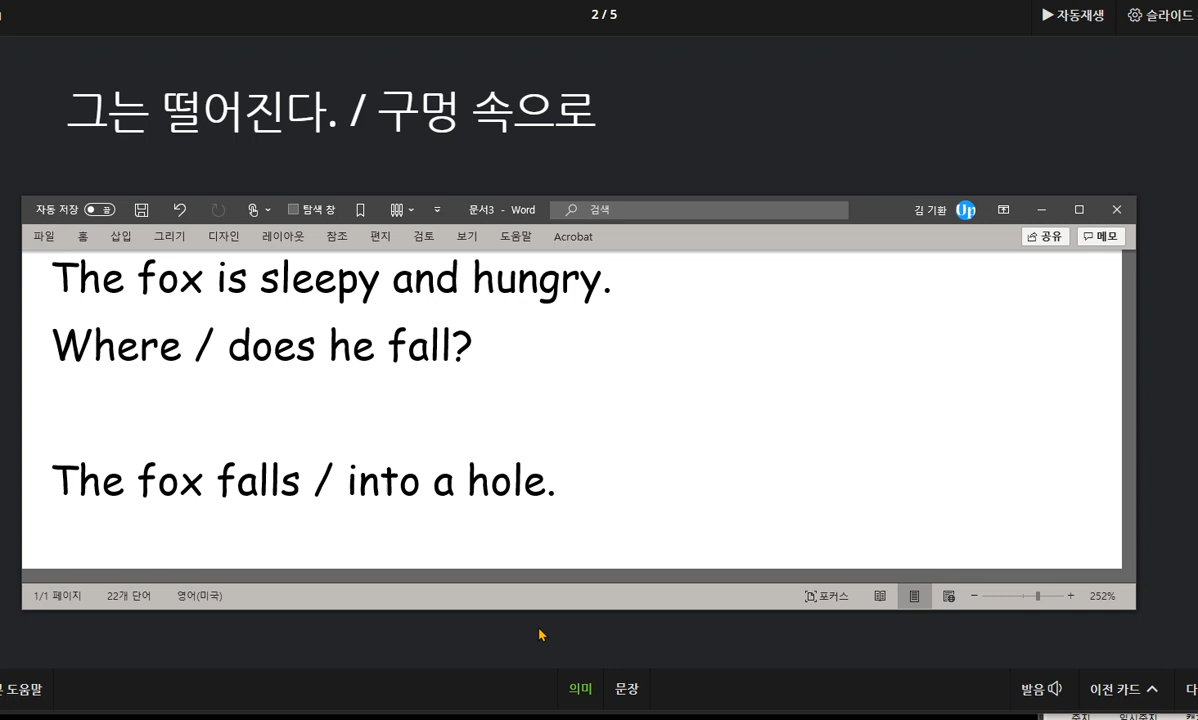 2 / 5
자동재생
슬라이드
그는 떨어진다. / 구멍 속으로
자동 저장 끔 탐색 창 문서3 - Word 검색 김 기환 Up
파일 홈 삽입 그리기 디자인 레이아웃 참조 편지 검토 보기 도움말 Acrobat 공유 메모
The fox is sleepy and hungry.
Where / does he fall?
The fox falls / into a hole.
1/1 페이지 22개 단어 영어(미국) 포커스 252%
도움말 의미 문장 발음 이전 카드